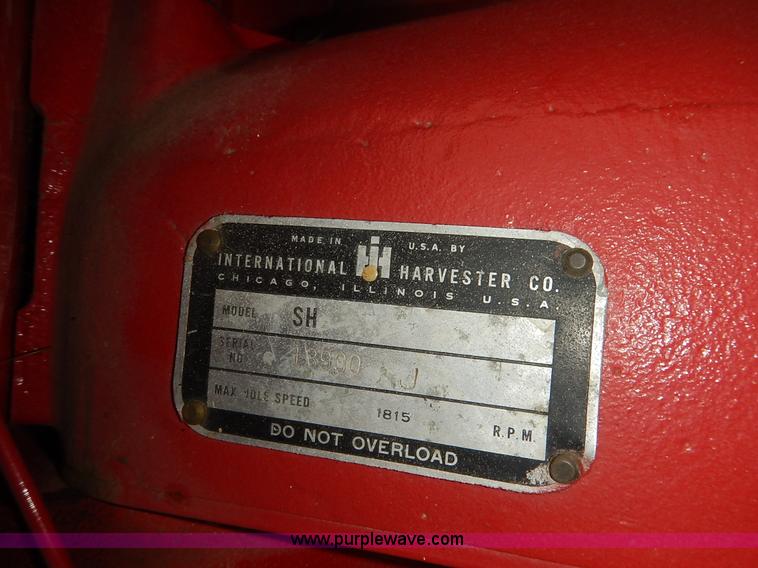 MADE IN U.S.A. BY
INTERNATIONAL IH HARVESTER CO.
CHICAGO, ILLINOIS U.S.A.
MODEL SH
SERIAL NO J
MAX IDLE SPEED 1815 R.P.M.
DO NOT OVERLOAD
www.purplewave.com